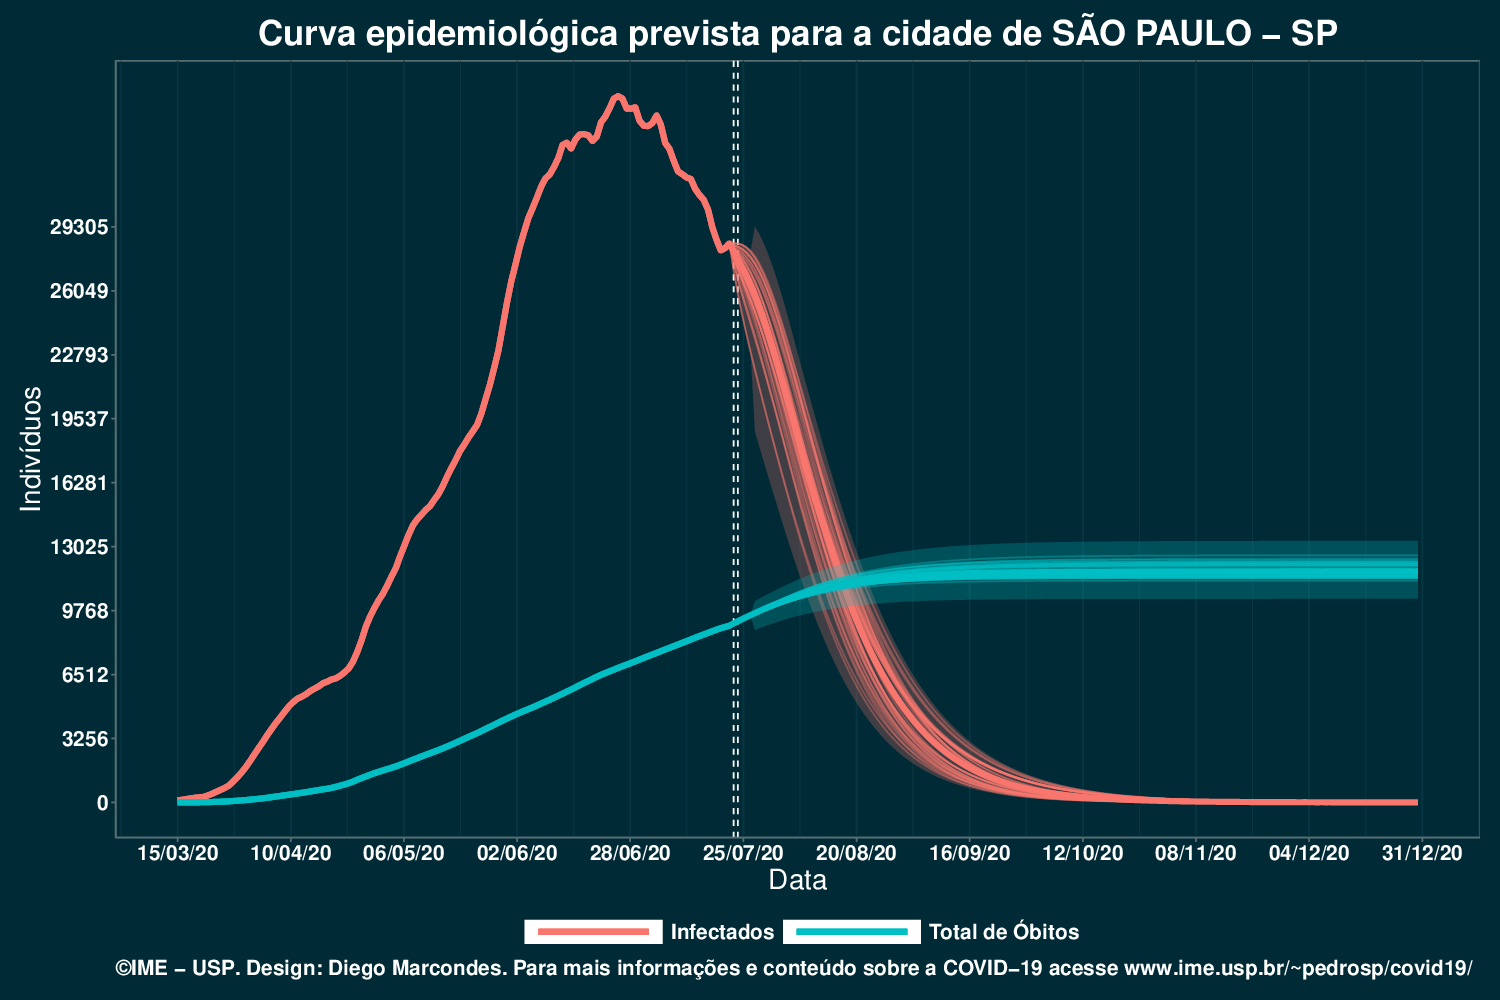 Curva epidemiológica prevista para a cidade de SÃO PAULO – SP
Indivíduos
29305
26049
22793
19537
16281
13025
9768
6512
3256
0
15/03/20 10/04/20 06/05/20 02/06/20 28/06/20 25/07/20 20/08/20 16/09/20 12/10/20 08/11/20 04/12/20 31/12/20
Data
Infectados Total de Óbitos
©IME – USP. Design: Diego Marcondes. Para mais informações e conteúdo sobre a COVID–19 acesse www.ime.usp.br/~pedrosp/covid19/